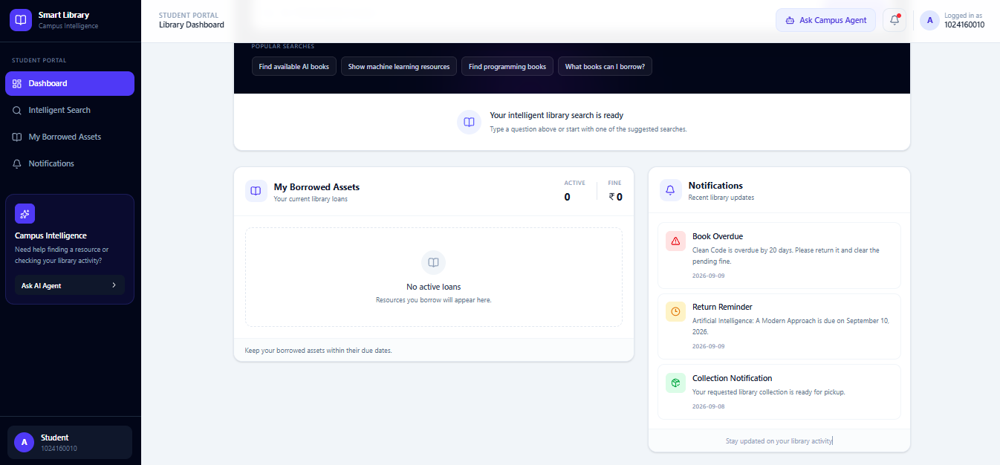 Smart Library
Campus Intelligence
STUDENT PORTAL
Dashboard
Intelligent Search
My Borrowed Assets
Notifications
Campus Intelligence
Need help finding a resource or
checking your library activity?
Ask AI Agent
A
Student
1024160010
STUDENT PORTAL
Library Dashboard
Ask Campus Agent
A
Logged in as
1024160010
POPULAR SEARCHES
Find available AI books
Show machine learning resources
Find programming books
What books can I borrow?
Your intelligent library search is ready
Type a question above or start with one of the suggested searches.
My Borrowed Assets
Your current library loans
ACTIVE
0
FINE
₹ 0
No active loans
Resources you borrow will appear here.
Keep your borrowed assets within their due dates.
Notifications
Recent library updates
Book Overdue
Clean Code is overdue by 20 days. Please return it and clear the
pending fine.
2026-09-09
Return Reminder
Artificial Intelligence: A Modern Approach is due on September 10,
2026.
2026-09-09
Collection Notification
Your requested library collection is ready for pickup.
2026-09-08
Stay updated on your library activity